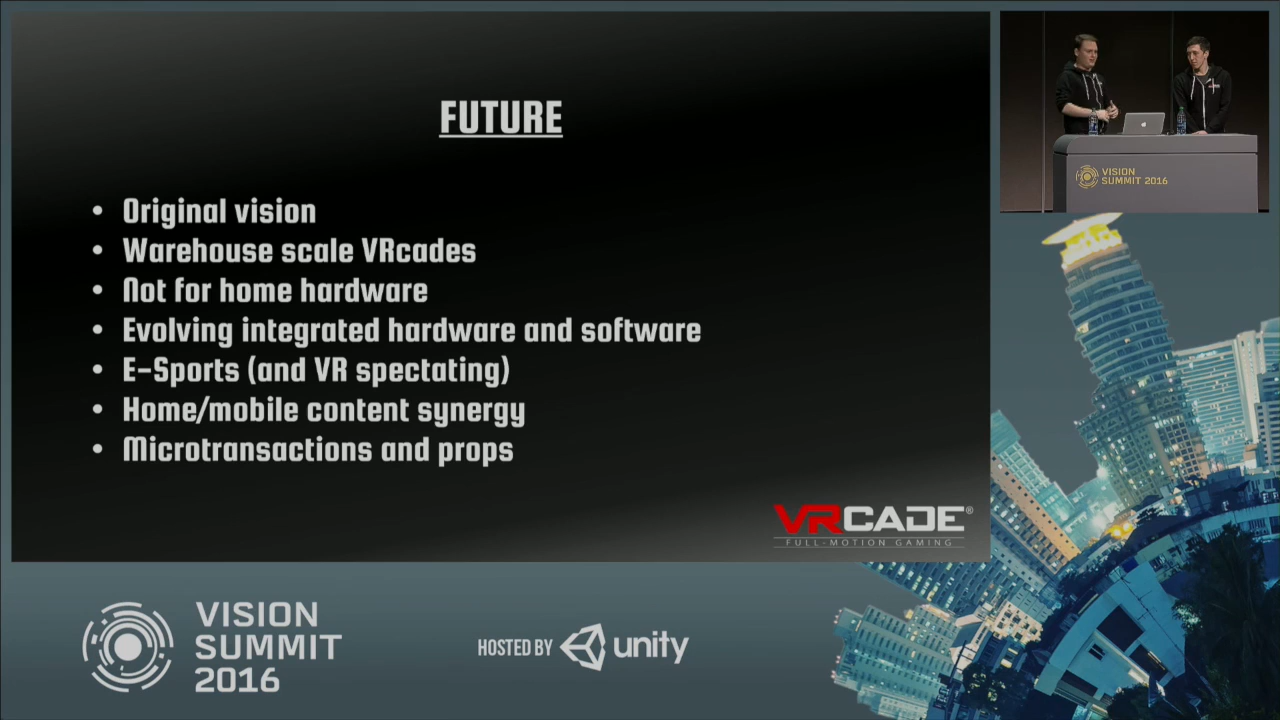 FUTURE
• Original vision
• Warehouse scale VRcades
• Not for home hardware
• Evolving integrated hardware and software
• E-Sports (and VR spectating)
• Home/mobile content synergy
• Microtransactions and props
VRCADE®
FULL-MOTION GAMING
VISION
SUMMIT 2016
VISION
SUMMIT
2016
HOSTED BY unity